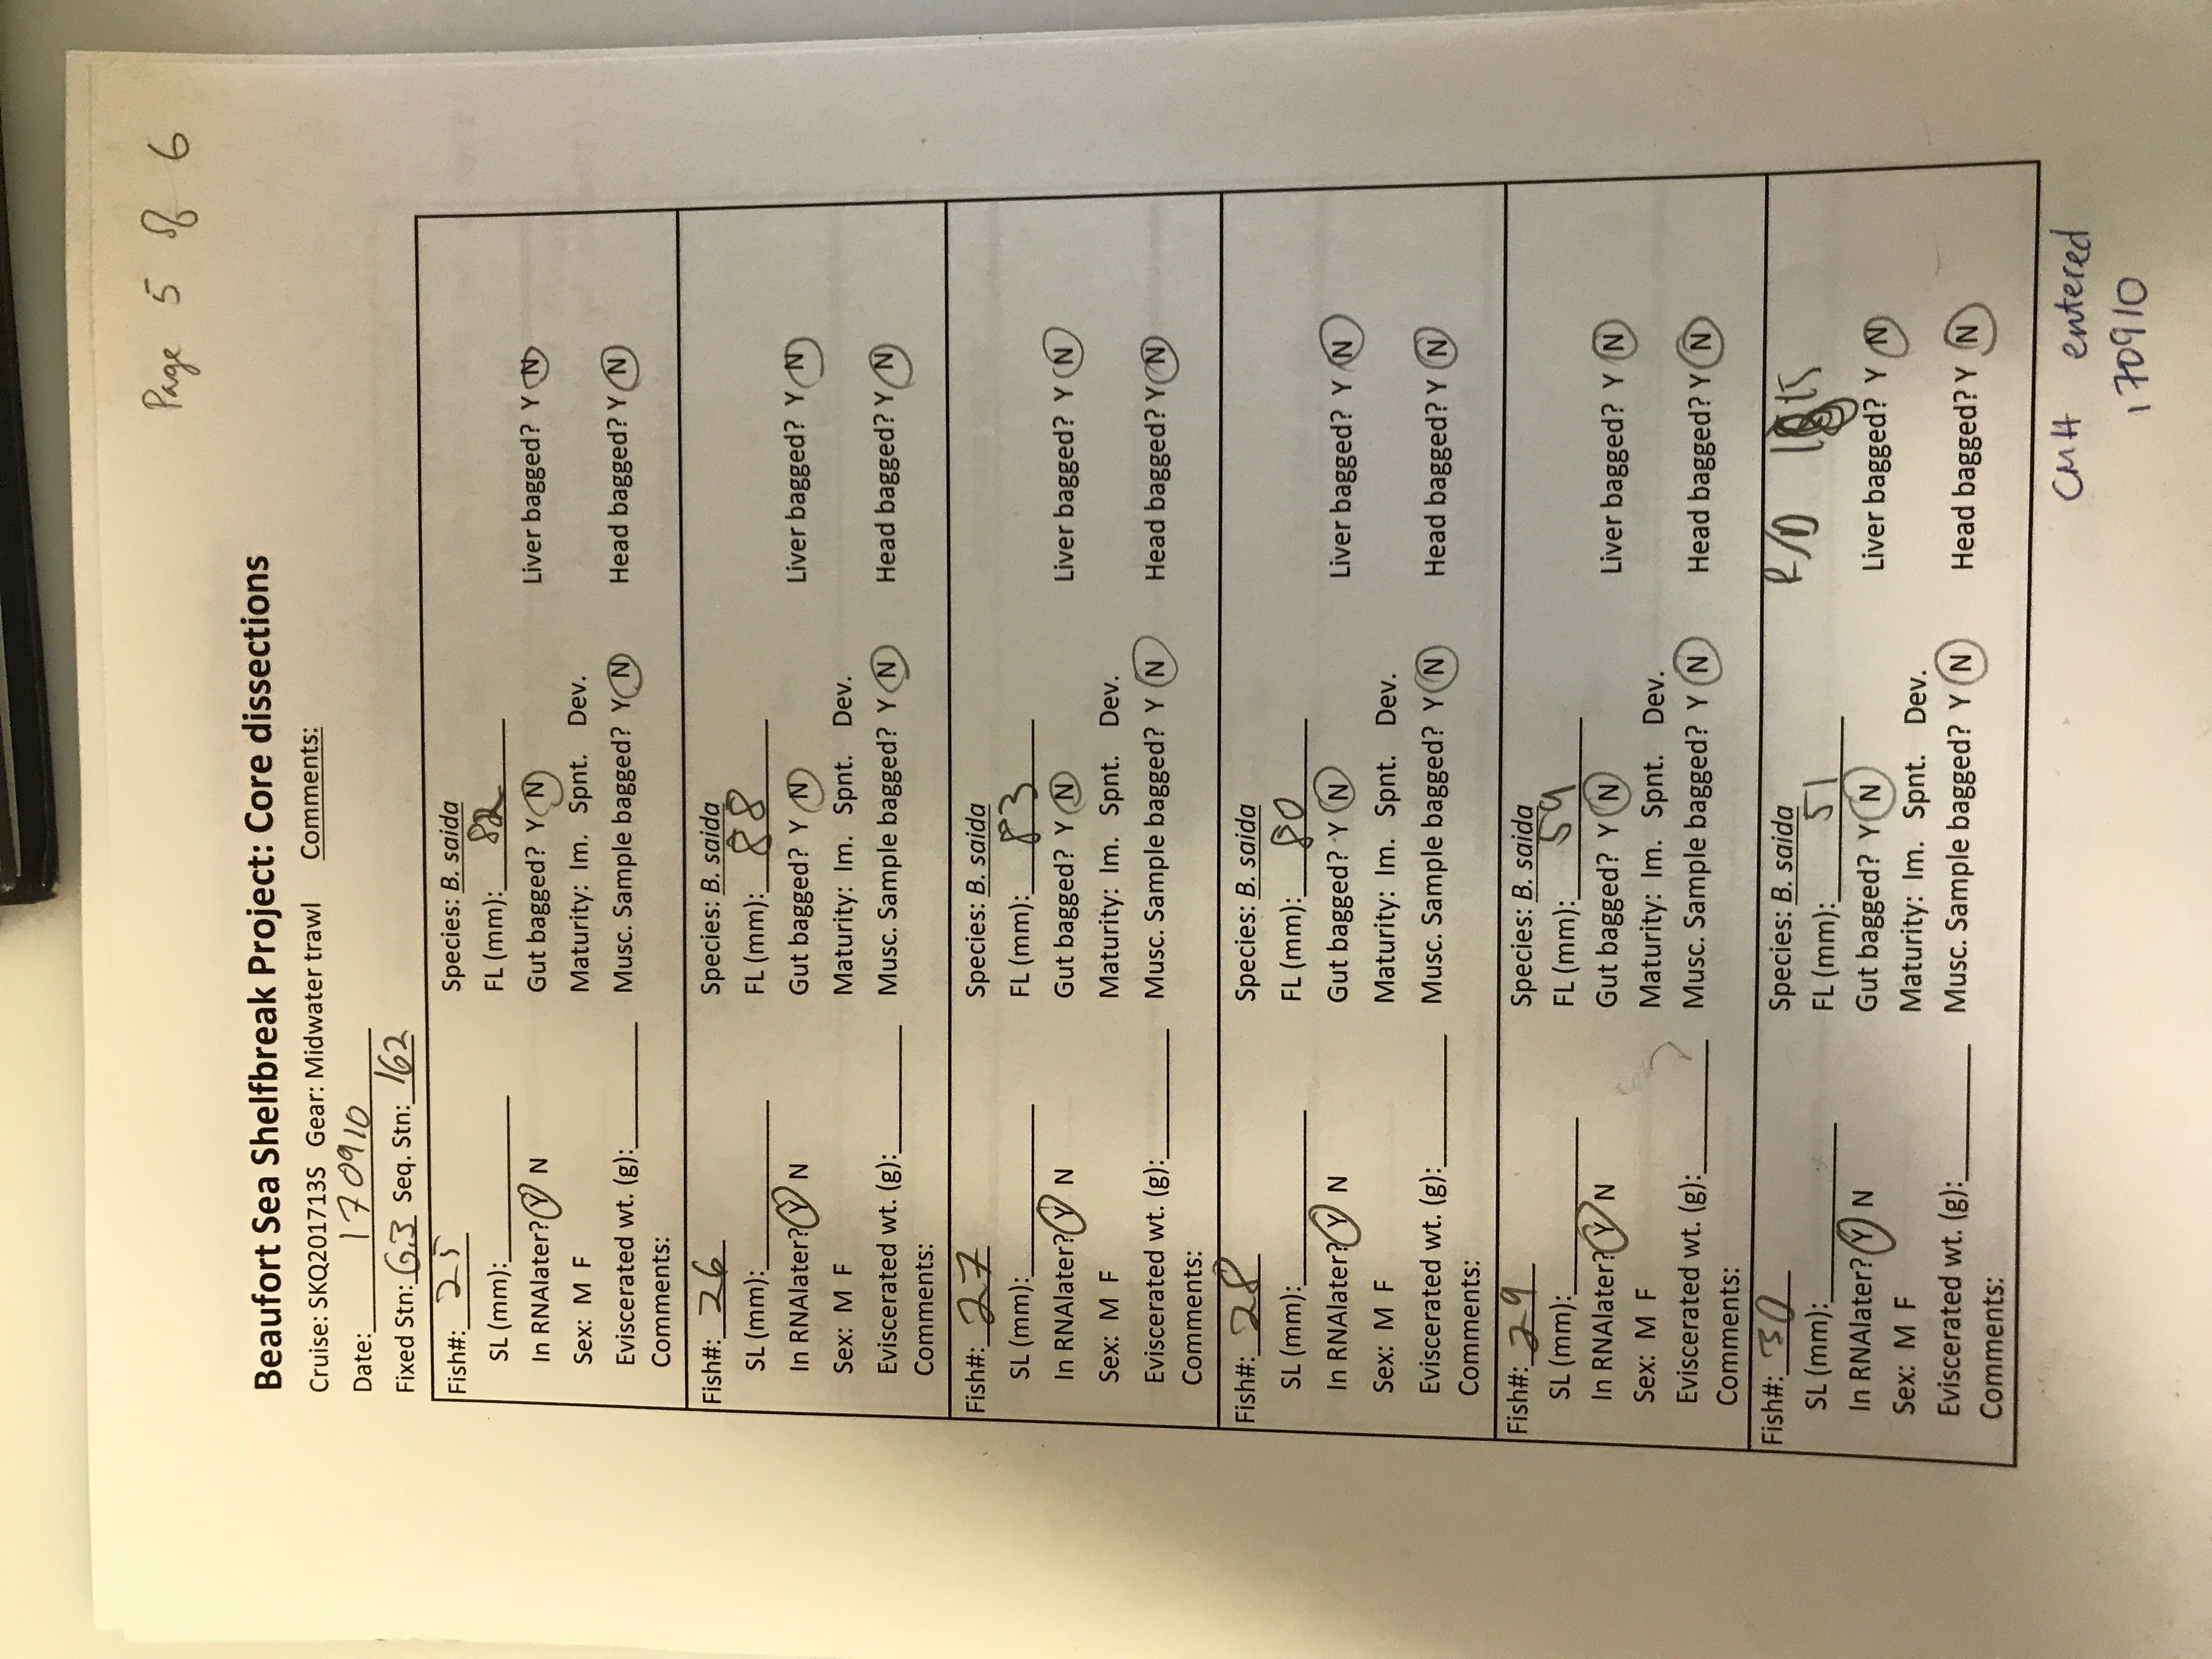 Page 5 of 6
Beaufort Sea Shelfbreak Project: Core dissections
Cruise: SKQ201713S Gear: Midwater trawl Comments:
Date: 170910
Fixed Stn: 6.3 Seq. Stn: 162
Fish#: 25 Species: B. saida
SL (mm): FL (mm): 82
In RNAlater? Y N Gut bagged? Y N Liver bagged? Y N
Sex: M F Maturity: Im. Spnt. Dev.
Eviscerated wt. (g): Musc. Sample bagged? Y N Head bagged? Y N
Comments:
Fish#: 26 Species: B. saida
SL (mm): FL (mm): 88
In RNAlater? Y N Gut bagged? Y N Liver bagged? Y N
Sex: M F Maturity: Im. Spnt. Dev.
Eviscerated wt. (g): Musc. Sample bagged? Y N Head bagged? Y N
Comments:
Fish#: 27 Species: B. saida
SL (mm): FL (mm): 83
In RNAlater? Y N Gut bagged? Y N Liver bagged? Y N
Sex: M F Maturity: Im. Spnt. Dev.
Eviscerated wt. (g): Musc. Sample bagged? Y N Head bagged? Y N
Comments:
Fish#: 28 Species: B. saida
SL (mm): FL (mm): 80
In RNAlater? Y N Gut bagged? Y N Liver bagged? Y N
Sex: M F Maturity: Im. Spnt. Dev.
Eviscerated wt. (g): Musc. Sample bagged? Y N Head bagged? Y N
Comments:
Fish#: 29 Species: B. saida
SL (mm): FL (mm): 59
In RNAlater? Y N Gut bagged? Y N Liver bagged? Y N
Sex: M F Maturity: Im. Spnt. Dev.
Eviscerated wt. (g): Musc. Sample bagged? Y N Head bagged? Y N
Comments:
Fish#: 30 Species: B. saida
SL (mm): FL (mm): 51
In RNAlater? Y N Gut bagged? Y N Liver bagged? Y N
Sex: M F Maturity: Im. Spnt. Dev.
Eviscerated wt. (g): Musc. Sample bagged? Y N Head bagged? Y N
Comments:
CMH entered
170910